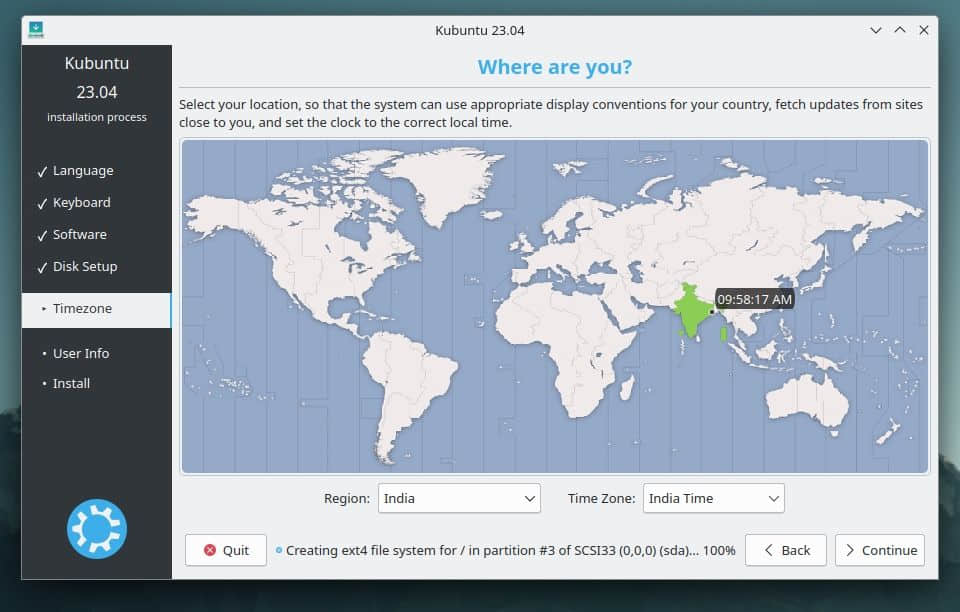 Kubuntu 23.04
Kubuntu
23.04
installation process
Language
Keyboard
Software
Disk Setup
Timezone
User Info
Install
Where are you?
Select your location, so that the system can use appropriate display conventions for your country, fetch updates from sites
close to you, and set the clock to the correct local time.
09:58:17 AM
Region: India Time Zone: India Time
Quit Creating ext4 file system for / in partition #3 of SCSI33 (0,0,0) (sda)... 100% Back Continue